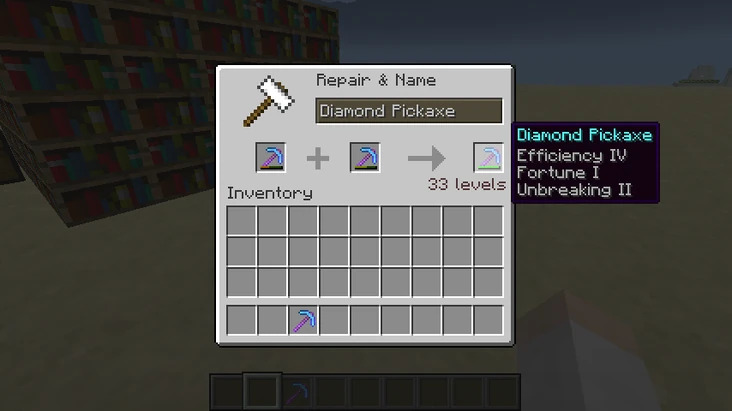 Repair & Name
Diamond Pickaxe
Diamond Pickaxe
Efficiency IV
Fortune I
Unbreaking II
33 levels
Inventory